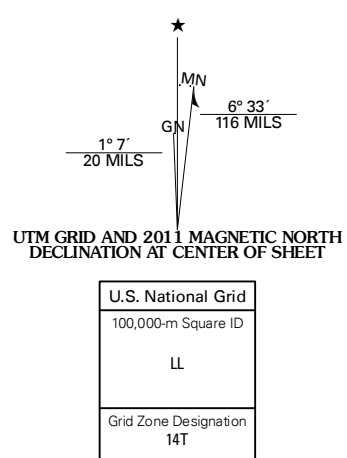 ★
MN
6° 33´
116 MILS
GN
1° 7´
20 MILS
UTM GRID AND 2011 MAGNETIC NORTH
DECLINATION AT CENTER OF SHEET
U.S. National Grid
100,000-m Square ID
LL
Grid Zone Designation
14T